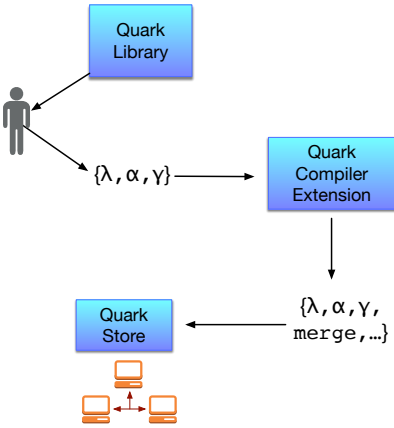 Quark
Library
{λ,α,γ}
Quark
Compiler
Extension
{λ,α,γ,
merge,…}
Quark
Store